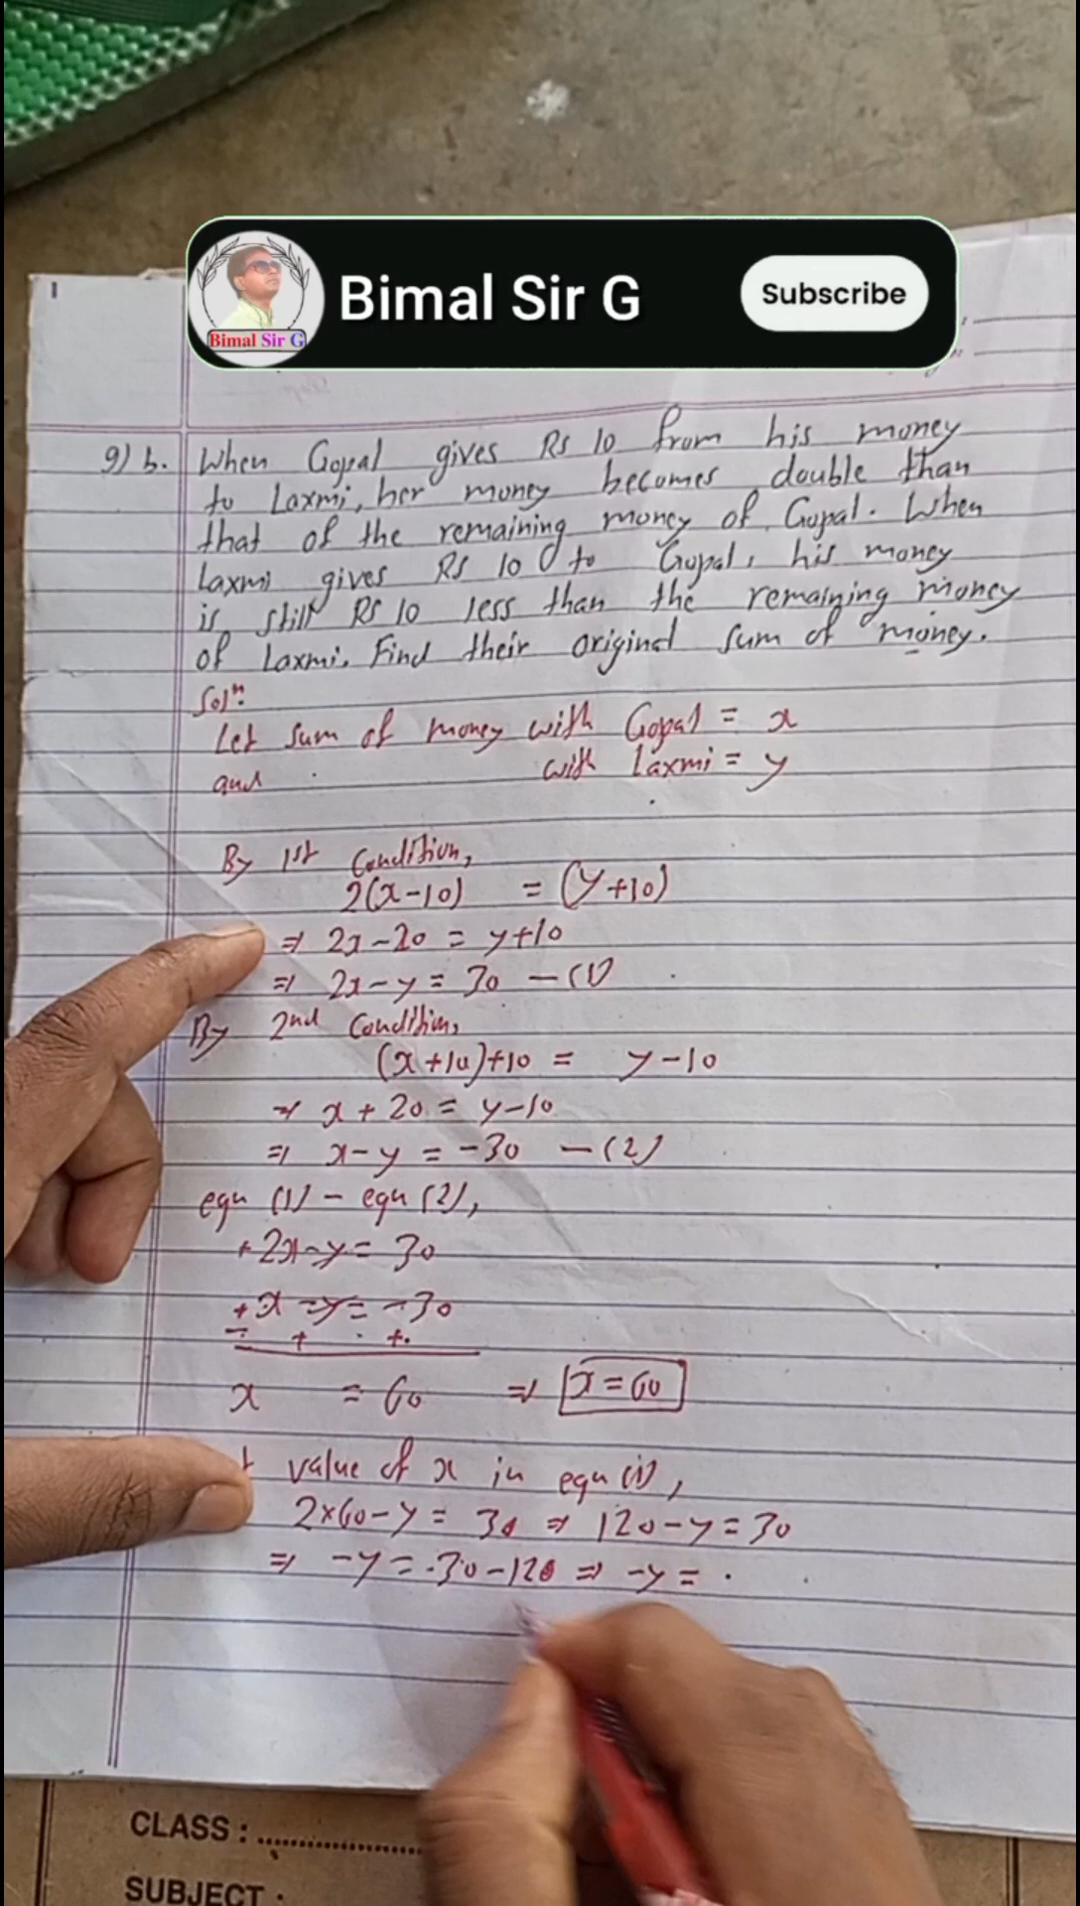 Bimal Sir G
Bimal Sir G
Subscribe
9) b. When Gopal gives Rs 10 from his money
to Laxmi, her money becomes double than
that of the remaining money of Gopal. When
Laxmi gives Rs 10 to Gopal, his money
is still Rs 10 less than the remaining money
of Laxmi. Find their original sum of money.
Solⁿ:
Let sum of money with Gopal = x
and with Laxmi = y
By 1st Condition,
2(x-10) = (y+10)
⇒ 2x-20 = y+10
⇒ 2x-y = 30 - (1)
By 2nd Condition,
(x+10)+10 = y-10
⇒ x + 20 = y-10
⇒ x-y = -30 - (2)
eqn (1) - eqn (2),
+2x-y = 30
+x-y = -30
- + +
x = 60 ⇒ x = 60
value of x in eqn (i),
2×60-y = 30 ⇒ 120-y = 30
⇒ -y = 30-120 ⇒ -y =
CLASS :
SUBJECT :